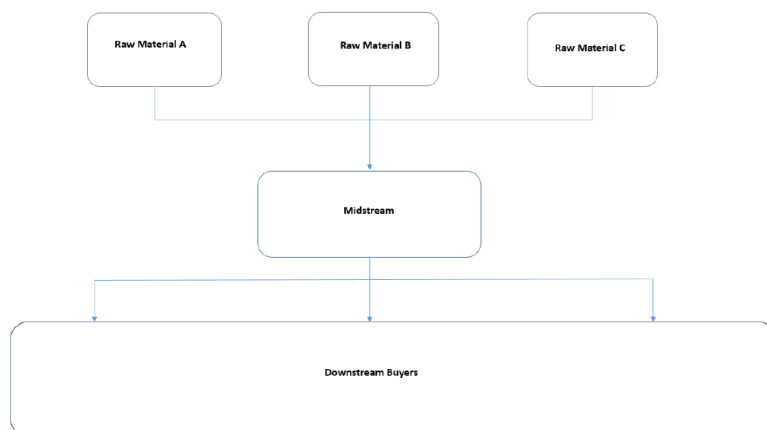 Raw Material A
Raw Material B
Raw Material C
Midstream
Downstream Buyers